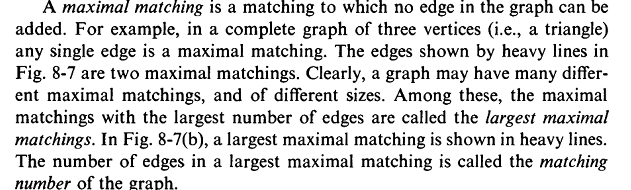 A maximal matching is a matching to which no edge in the graph can be
added. For example, in a complete graph of three vertices (i.e., a triangle)
any single edge is a maximal matching. The edges shown by heavy lines in
Fig. 8-7 are two maximal matchings. Clearly, a graph may have many differ-
ent maximal matchings, and of different sizes. Among these, the maximal
matchings with the largest number of edges are called the largest maximal
matchings. In Fig. 8-7(b), a largest maximal matching is shown in heavy lines.
The number of edges in a largest maximal matching is called the matching
number of the graph.